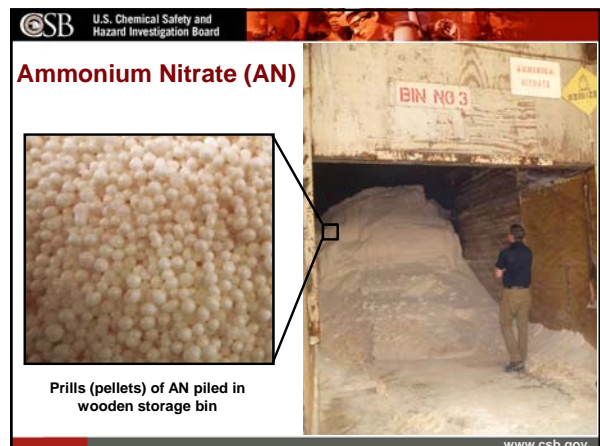 CSB
U.S. Chemical Safety and
Hazard Investigation Board
Ammonium Nitrate (AN)
BIN NO 3
NITRATE
Prills (pellets) of AN piled in
wooden storage bin
www.csb.gov